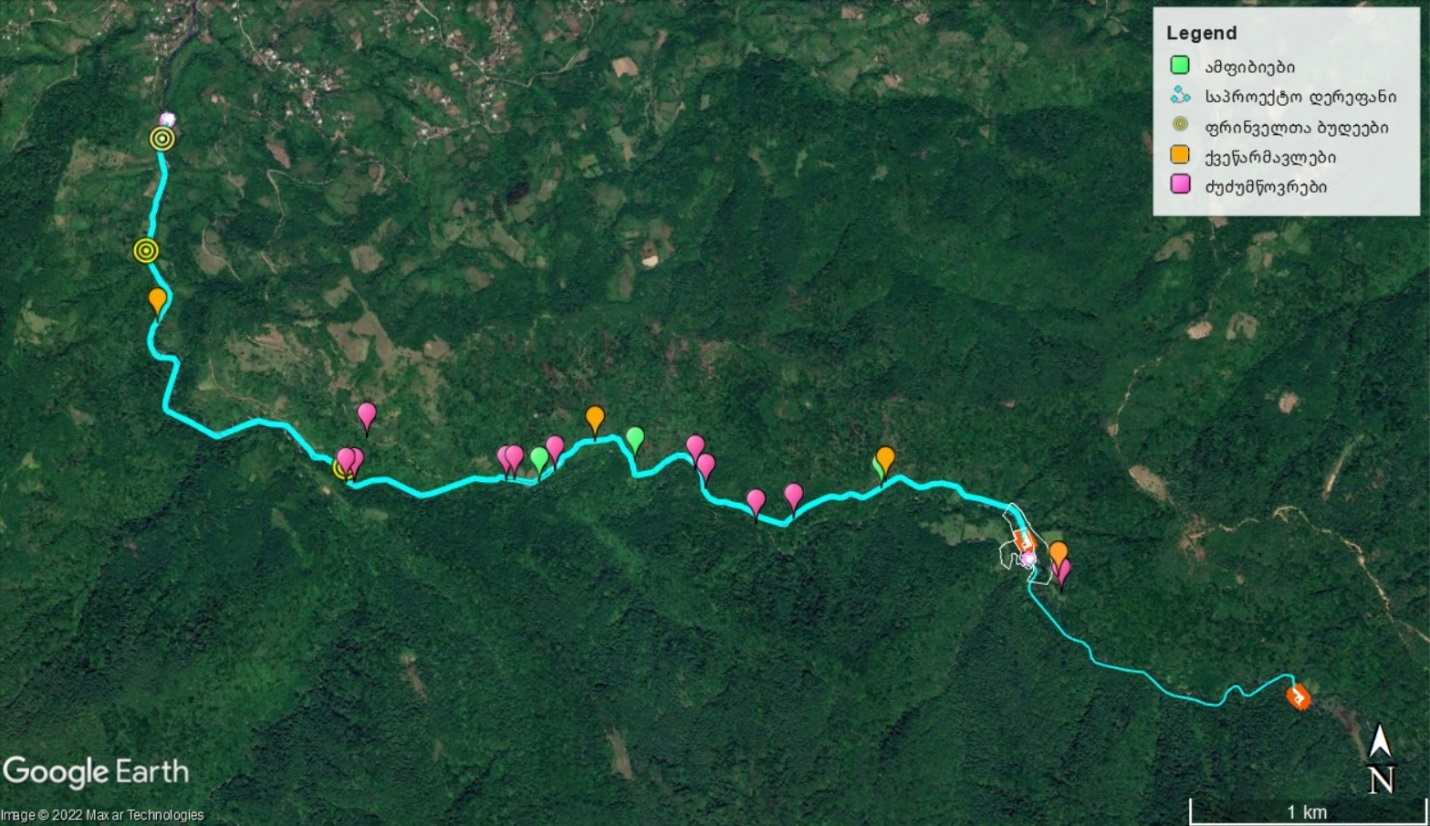 Legend
ამფიბიები
საპროექტო დერეფანი
ფრინველთა ბუდეები
ქვეწარმავლები
ძუძუმწოვრები
Google Earth
N
Image © 2022 Maxar Technologies
1 km